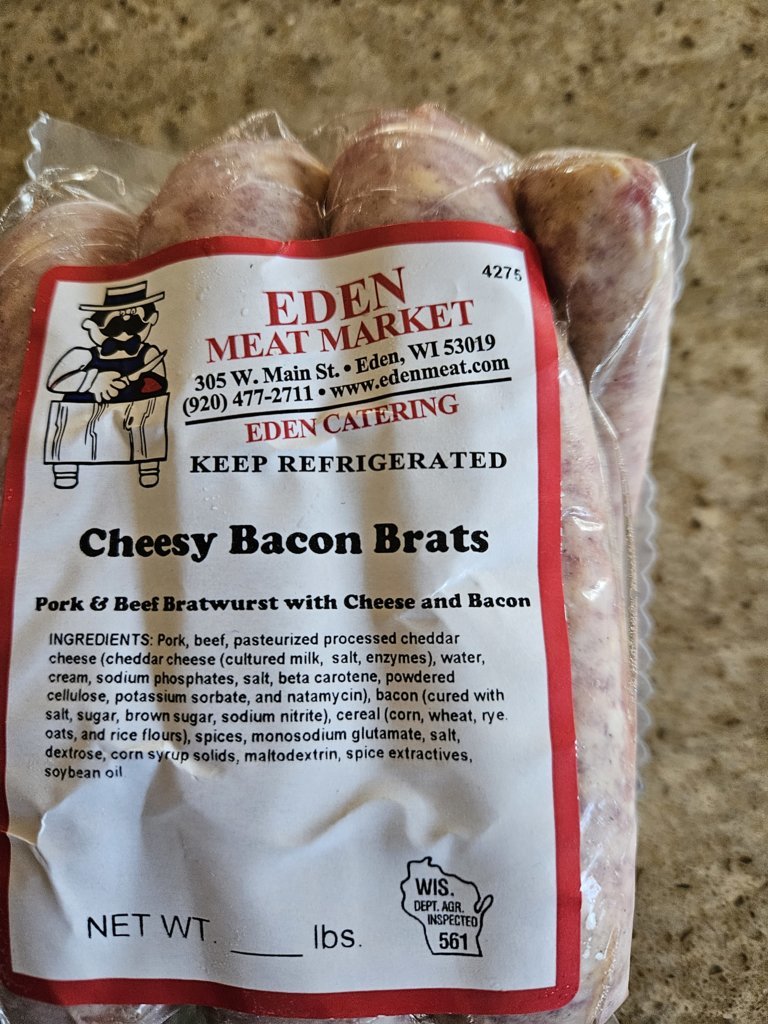 4275
EDEN
MEAT MARKET
305 W. Main St. • Eden, WI 53019
(920) 477-2711 • www.edenmeat.com
EDEN CATERING
KEEP REFRIGERATED
Cheesy Bacon Brats
Pork & Beef Bratwurst with Cheese and Bacon
INGREDIENTS: Pork, beef, pasteurized processed cheddar
cheese (cheddar cheese (cultured milk, salt, enzymes), water,
cream, sodium phosphates, salt, beta carotene, powdered
cellulose, potassium sorbate, and natamycin), bacon (cured with
salt, sugar, brown sugar, sodium nitrite), cereal (corn, wheat, rye.
oats, and rice flours), spices, monosodium glutamate, salt,
dextrose, corn syrup solids, maltodextrin, spice extractives,
soybean oil
WIS.
DEPT. AGR.
INSPECTED
561
NET WT. ____ lbs.